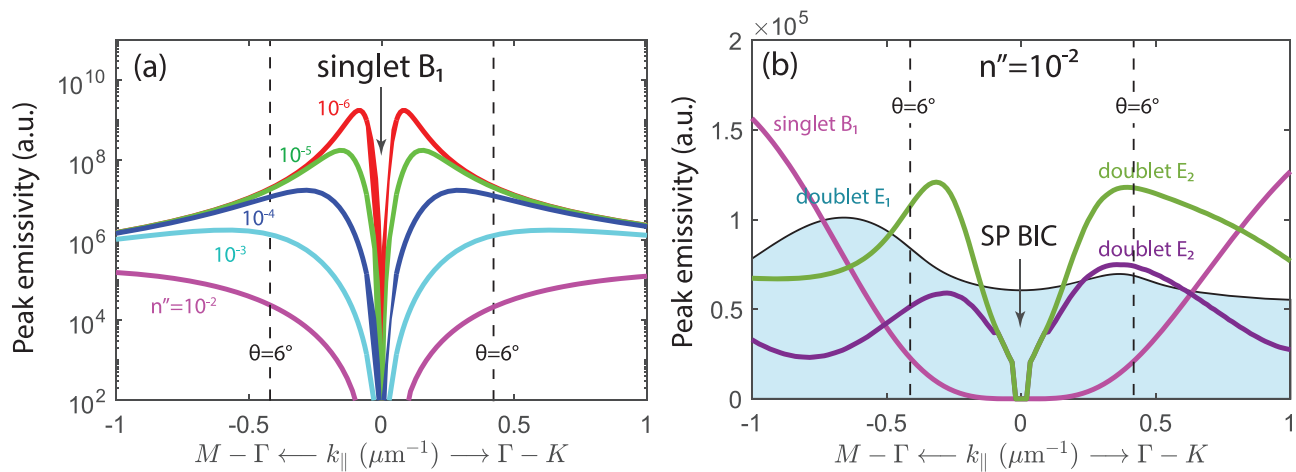 (a)
singlet B₁
10⁻⁶
10⁻⁵
10⁻⁴
10⁻³
n″=10⁻²
θ=6°
θ=6°
Peak emissivity (a.u.)
10¹⁰
10⁸
10⁶
10⁴
10²
-1
-0.5
0
0.5
1
M − Γ ⟵ k∥ (μm⁻¹) ⟶ Γ − K
(b)
n″=10⁻²
×10⁵
θ=6°
θ=6°
singlet B₁
doublet E₁
doublet E₂
doublet E₂
SP BIC
Peak emissivity (a.u.)
2
1.5
1
0.5
0
-1
-0.5
0
0.5
1
M − Γ ⟵ k∥ (μm⁻¹) ⟶ Γ − K